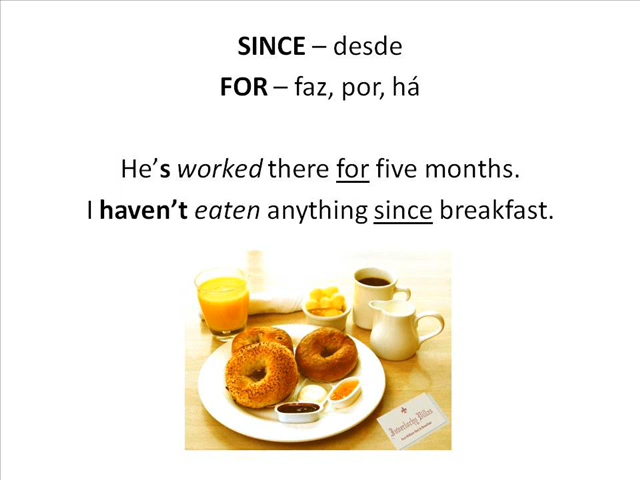 SINCE – desde
FOR – faz, por, há
He’s worked there for five months.
I haven’t eaten anything since breakfast.